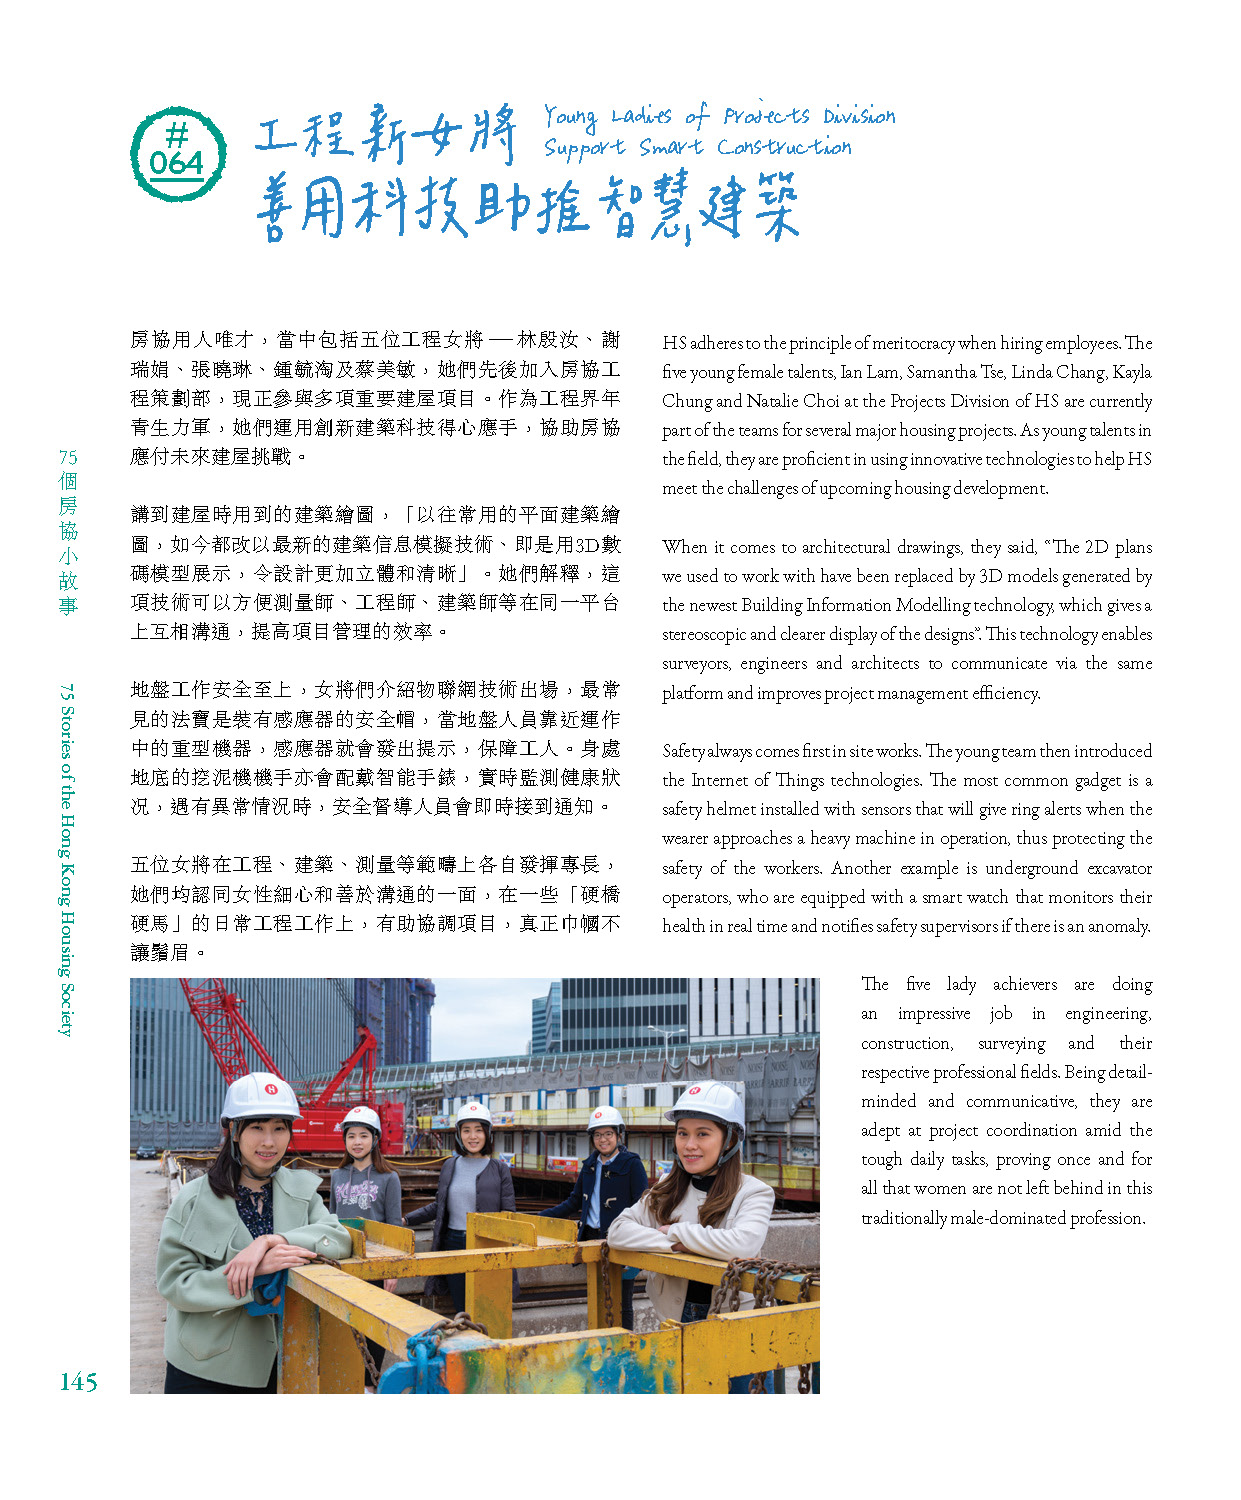 #
064
工程新女將
善用科技助推智慧建築
Young Ladies of Projects Division
Support Smart Construction
房協用人唯才，當中包括五位工程女將 — 林殷汝、謝
瑞娟、張曉琳、鍾毓淘及蔡美敏，她們先後加入房協工
程策劃部，現正參與多項重要建屋項目。作為工程界年
青生力軍，她們運用創新建築科技得心應手，協助房協
應付未來建屋挑戰。
講到建屋時用到的建築繪圖，「以往常用的平面建築繪
圖，如今都改以最新的建築信息模擬技術、即是用3D數
碼模型展示，令設計更加立體和清晰」。她們解釋，這
項技術可以方便測量師、工程師、建築師等在同一平台
上互相溝通，提高項目管理的效率。
地盤工作安全至上，女將們介紹物聯網技術出場，最常
見的法寶是裝有感應器的安全帽，當地盤人員靠近運作
中的重型機器，感應器就會發出提示，保障工人。身處
地底的挖泥機機手亦會配戴智能手錶，實時監測健康狀
況，遇有異常情況時，安全督導人員會即時接到通知。
五位女將在工程、建築、測量等範疇上各自發揮專長，
她們均認同女性細心和善於溝通的一面，在一些「硬橋
硬馬」的日常工程工作上，有助協調項目，真正巾幗不
讓鬚眉。
HS adheres to the principle of meritocracy when hiring employees. The
five young female talents, Ian Lam, Samantha Tse, Linda Chang, Kayla
Chung and Natalie Choi at the Projects Division of HS are currently
part of the teams for several major housing projects. As young talents in
the field, they are proficient in using innovative technologies to help HS
meet the challenges of upcoming housing development.
When it comes to architectural drawings, they said, “The 2D plans
we used to work with have been replaced by 3D models generated by
the newest Building Information Modelling technology, which gives a
stereoscopic and clearer display of the designs”. This technology enables
surveyors, engineers and architects to communicate via the same
platform and improves project management efficiency.
Safety always comes first in site works. The young team then introduced
the Internet of Things technologies. The most common gadget is a
safety helmet installed with sensors that will give ring alerts when the
wearer approaches a heavy machine in operation, thus protecting the
safety of the workers. Another example is underground excavator
operators, who are equipped with a smart watch that monitors their
health in real time and notifies safety supervisors if there is an anomaly.
The five lady achievers are doing
an impressive job in engineering,
construction, surveying and their
respective professional fields. Being detail-
minded and communicative, they are
adept at project coordination amid the
tough daily tasks, proving once and for
all that women are not left behind in this
traditionally male-dominated profession.
75個房協小故事
75 Stories of the Hong Kong Housing Society
145